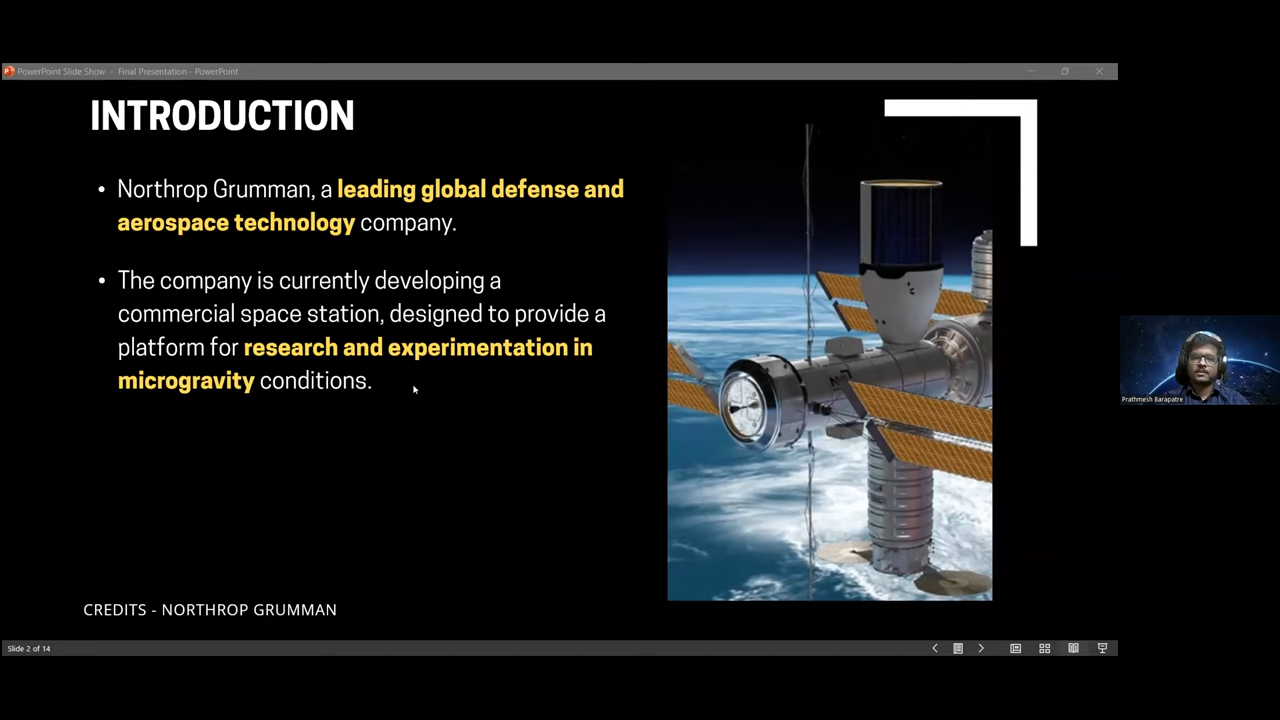 PowerPoint Slide Show - Final Presentation - PowerPoint
INTRODUCTION
• Northrop Grumman, a leading global defense and
aerospace technology company.
• The company is currently developing a
commercial space station, designed to provide a
platform for research and experimentation in
microgravity conditions.
CREDITS - NORTHROP GRUMMAN
Prathmesh Barapatre
Slide 2 of 14